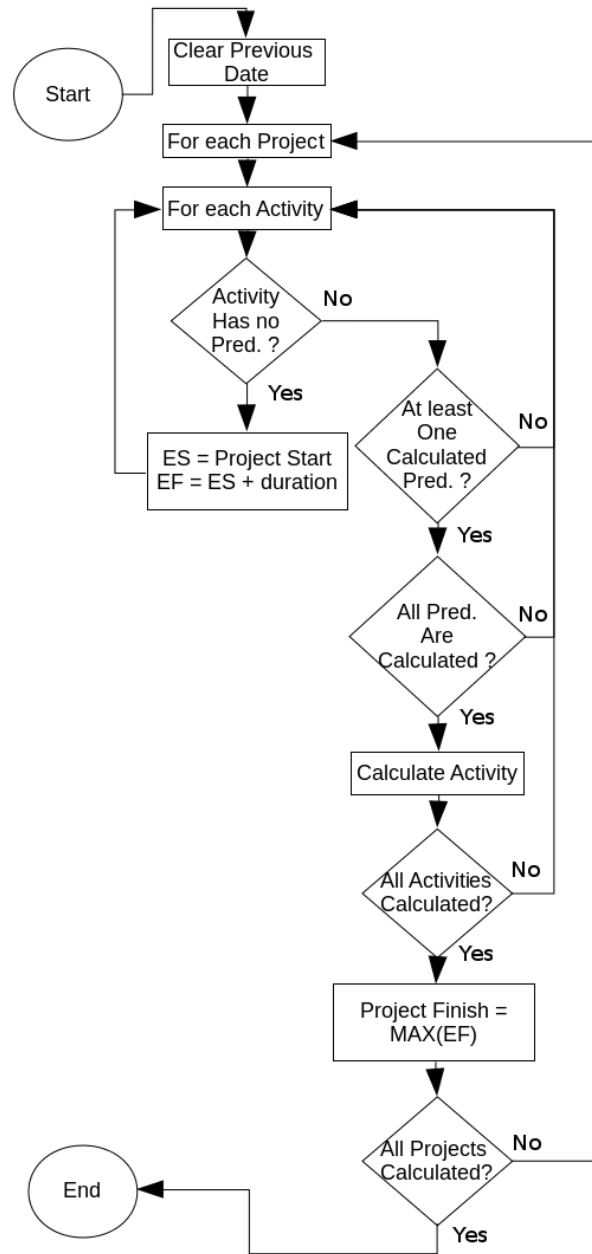 Clear Previous
Date
Start
For each Project
For each Activity
Activity
Has no
Pred. ?
No
Yes
ES = Project Start
EF = ES + duration
At least
One
Calculated
Pred. ?
No
Yes
All Pred.
Are
Calculated ?
No
Yes
Calculate Activity
All Activities
Calculated?
No
Yes
Project Finish =
MAX(EF)
All Projects
Calculated?
No
Yes
End